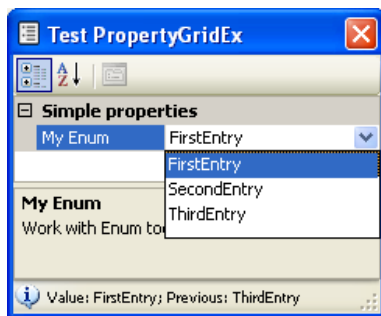 Test PropertyGridEx
Simple properties
My Enum FirstEntry
FirstEntry
SecondEntry
ThirdEntry
My Enum
Work with Enum
Value: FirstEntry; Previous: ThirdEntry